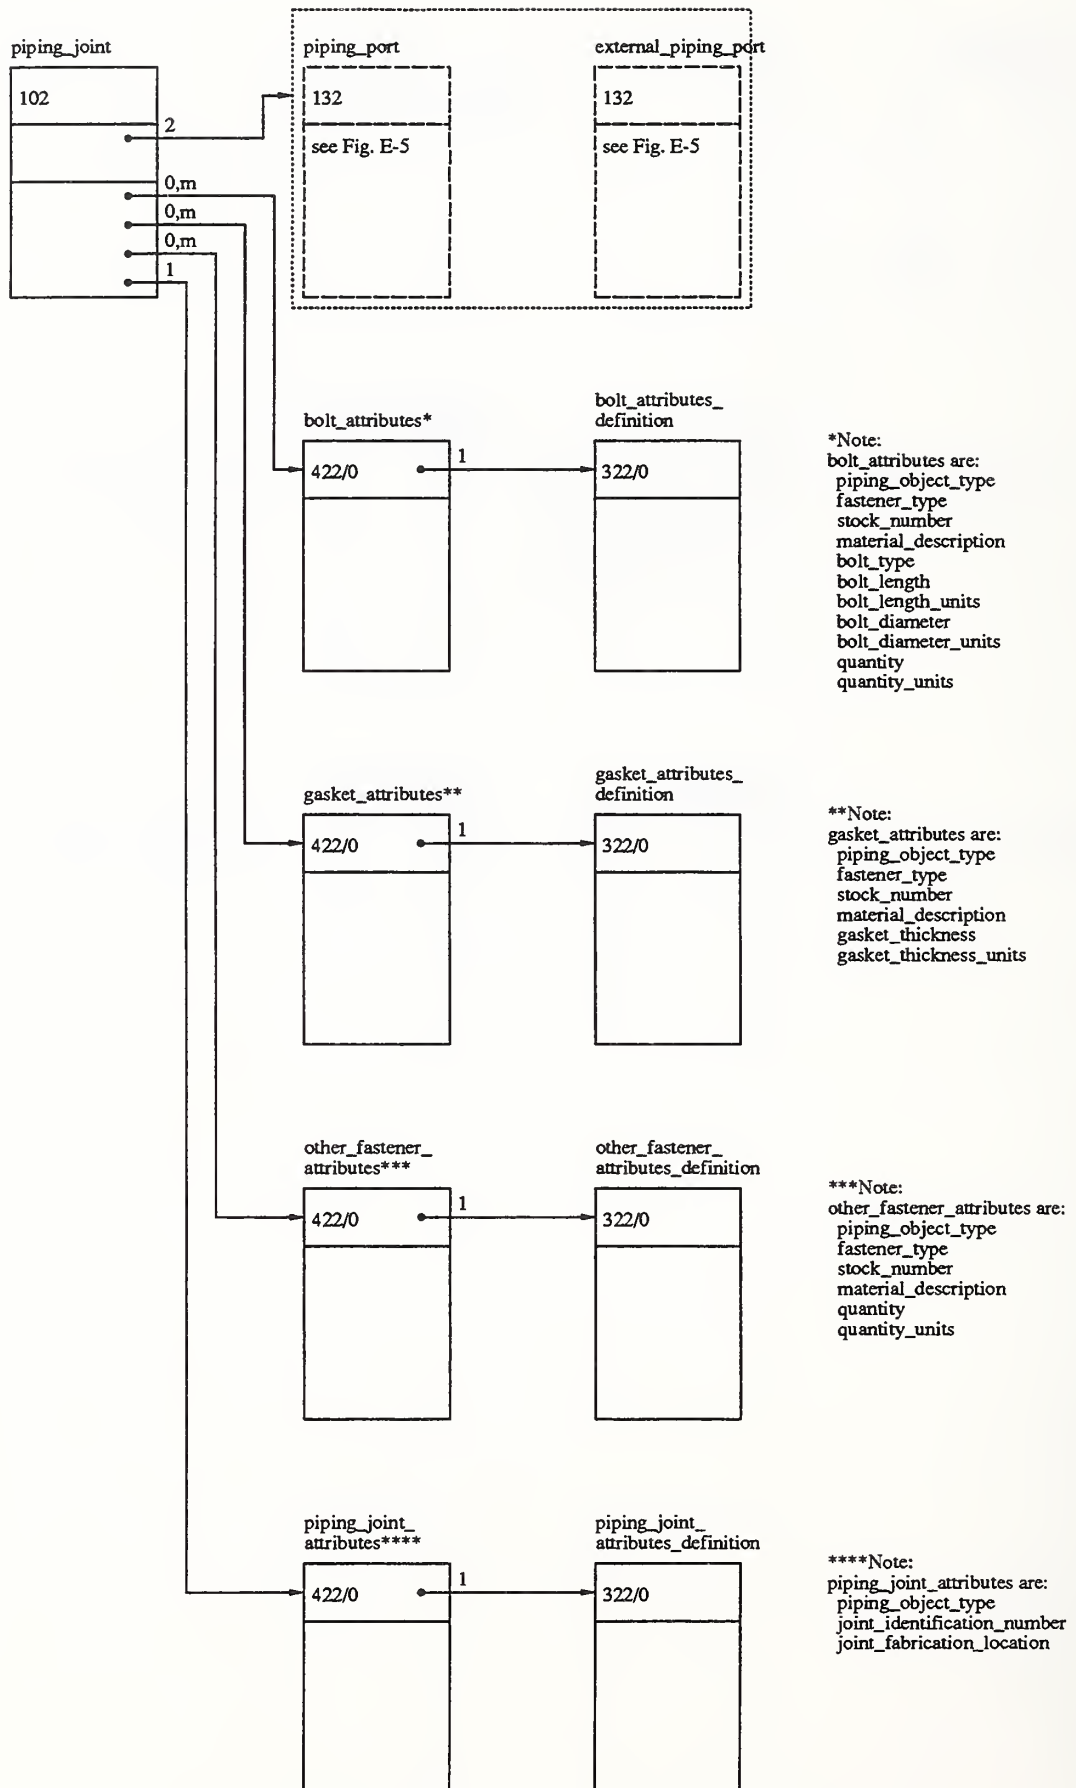 piping_joint
piping_port
external_piping_port
102
132
132
2
see Fig. E-5
see Fig. E-5
0,m
0,m
0,m
1
bolt_attributes*
bolt_attributes_
definition
422/0
1
322/0
*Note:
bolt_attributes are:
piping_object_type
fastener_type
stock_number
material_description
bolt_type
bolt_length
bolt_length_units
bolt_diameter
bolt_diameter_units
quantity
quantity_units
gasket_attributes**
gasket_attributes_
definition
422/0
1
322/0
**Note:
gasket_attributes are:
piping_object_type
fastener_type
stock_number
material_description
gasket_thickness
gasket_thickness_units
other_fastener_
attributes***
other_fastener_
attributes_definition
422/0
1
322/0
***Note:
other_fastener_attributes are:
piping_object_type
fastener_type
stock_number
material_description
quantity
quantity_units
piping_joint_
attributes****
piping_joint_
attributes_definition
422/0
1
322/0
****Note:
piping_joint_attributes are:
piping_object_type
joint_identification_number
joint_fabrication_location